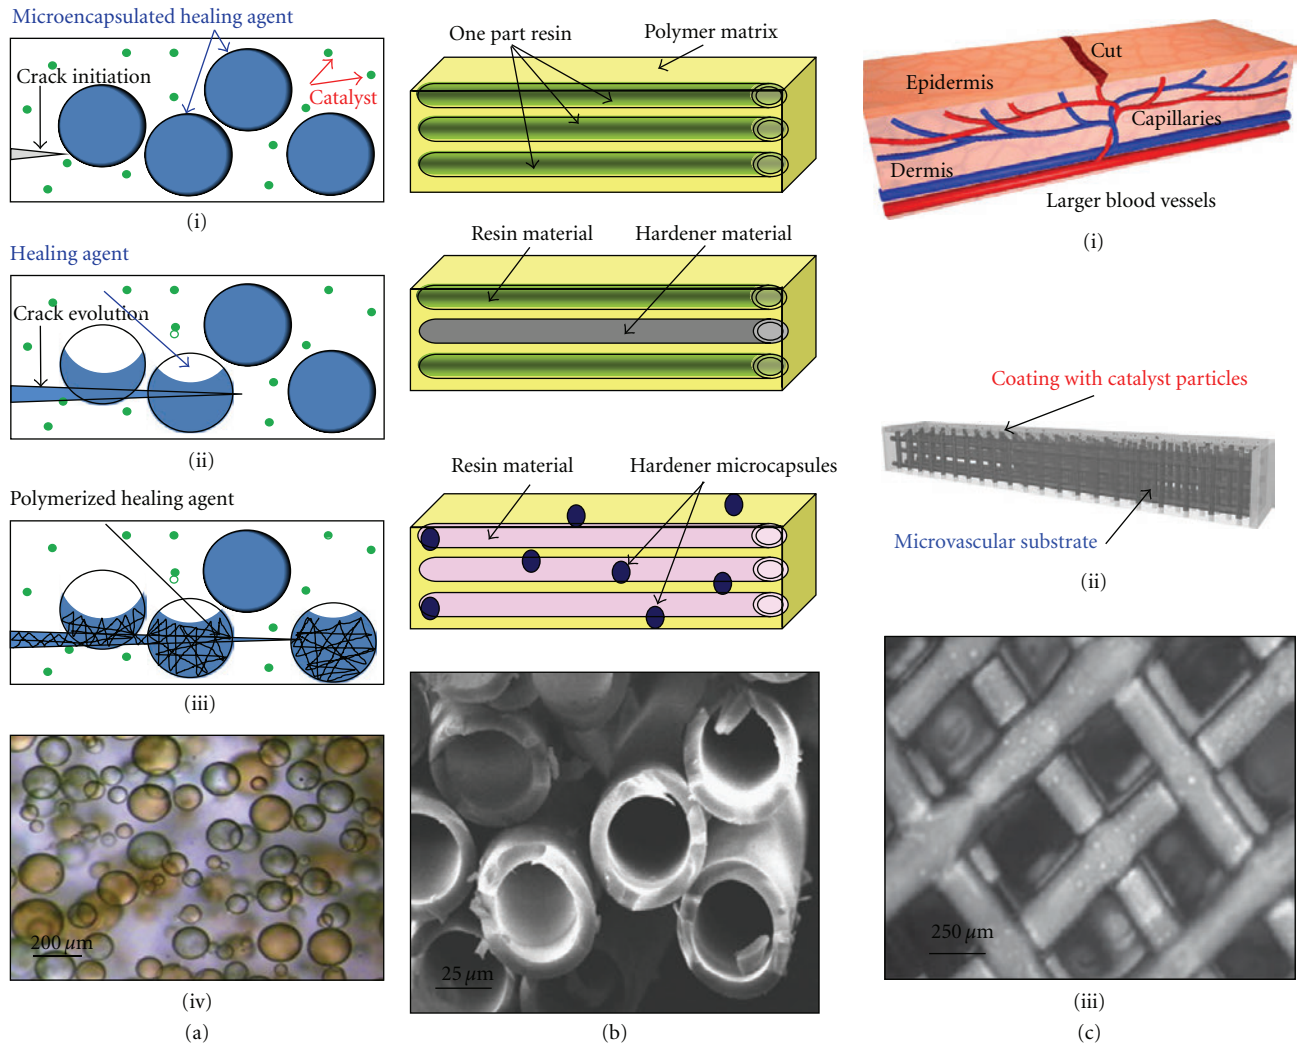 Microencapsulated healing agent
Crack initiation
Catalyst
(i)
Healing agent
Crack evolution
(ii)
Polymerized healing agent
(iii)
200 µm
(iv)
(a)
One part resin
Polymer matrix
Resin material
Hardener material
Resin material
Hardener microcapsules
25 µm
(b)
Cut
Epidermis
Capillaries
Dermis
Larger blood vessels
(i)
Coating with catalyst particles
Microvascular substrate
(ii)
250 µm
(iii)
(c)